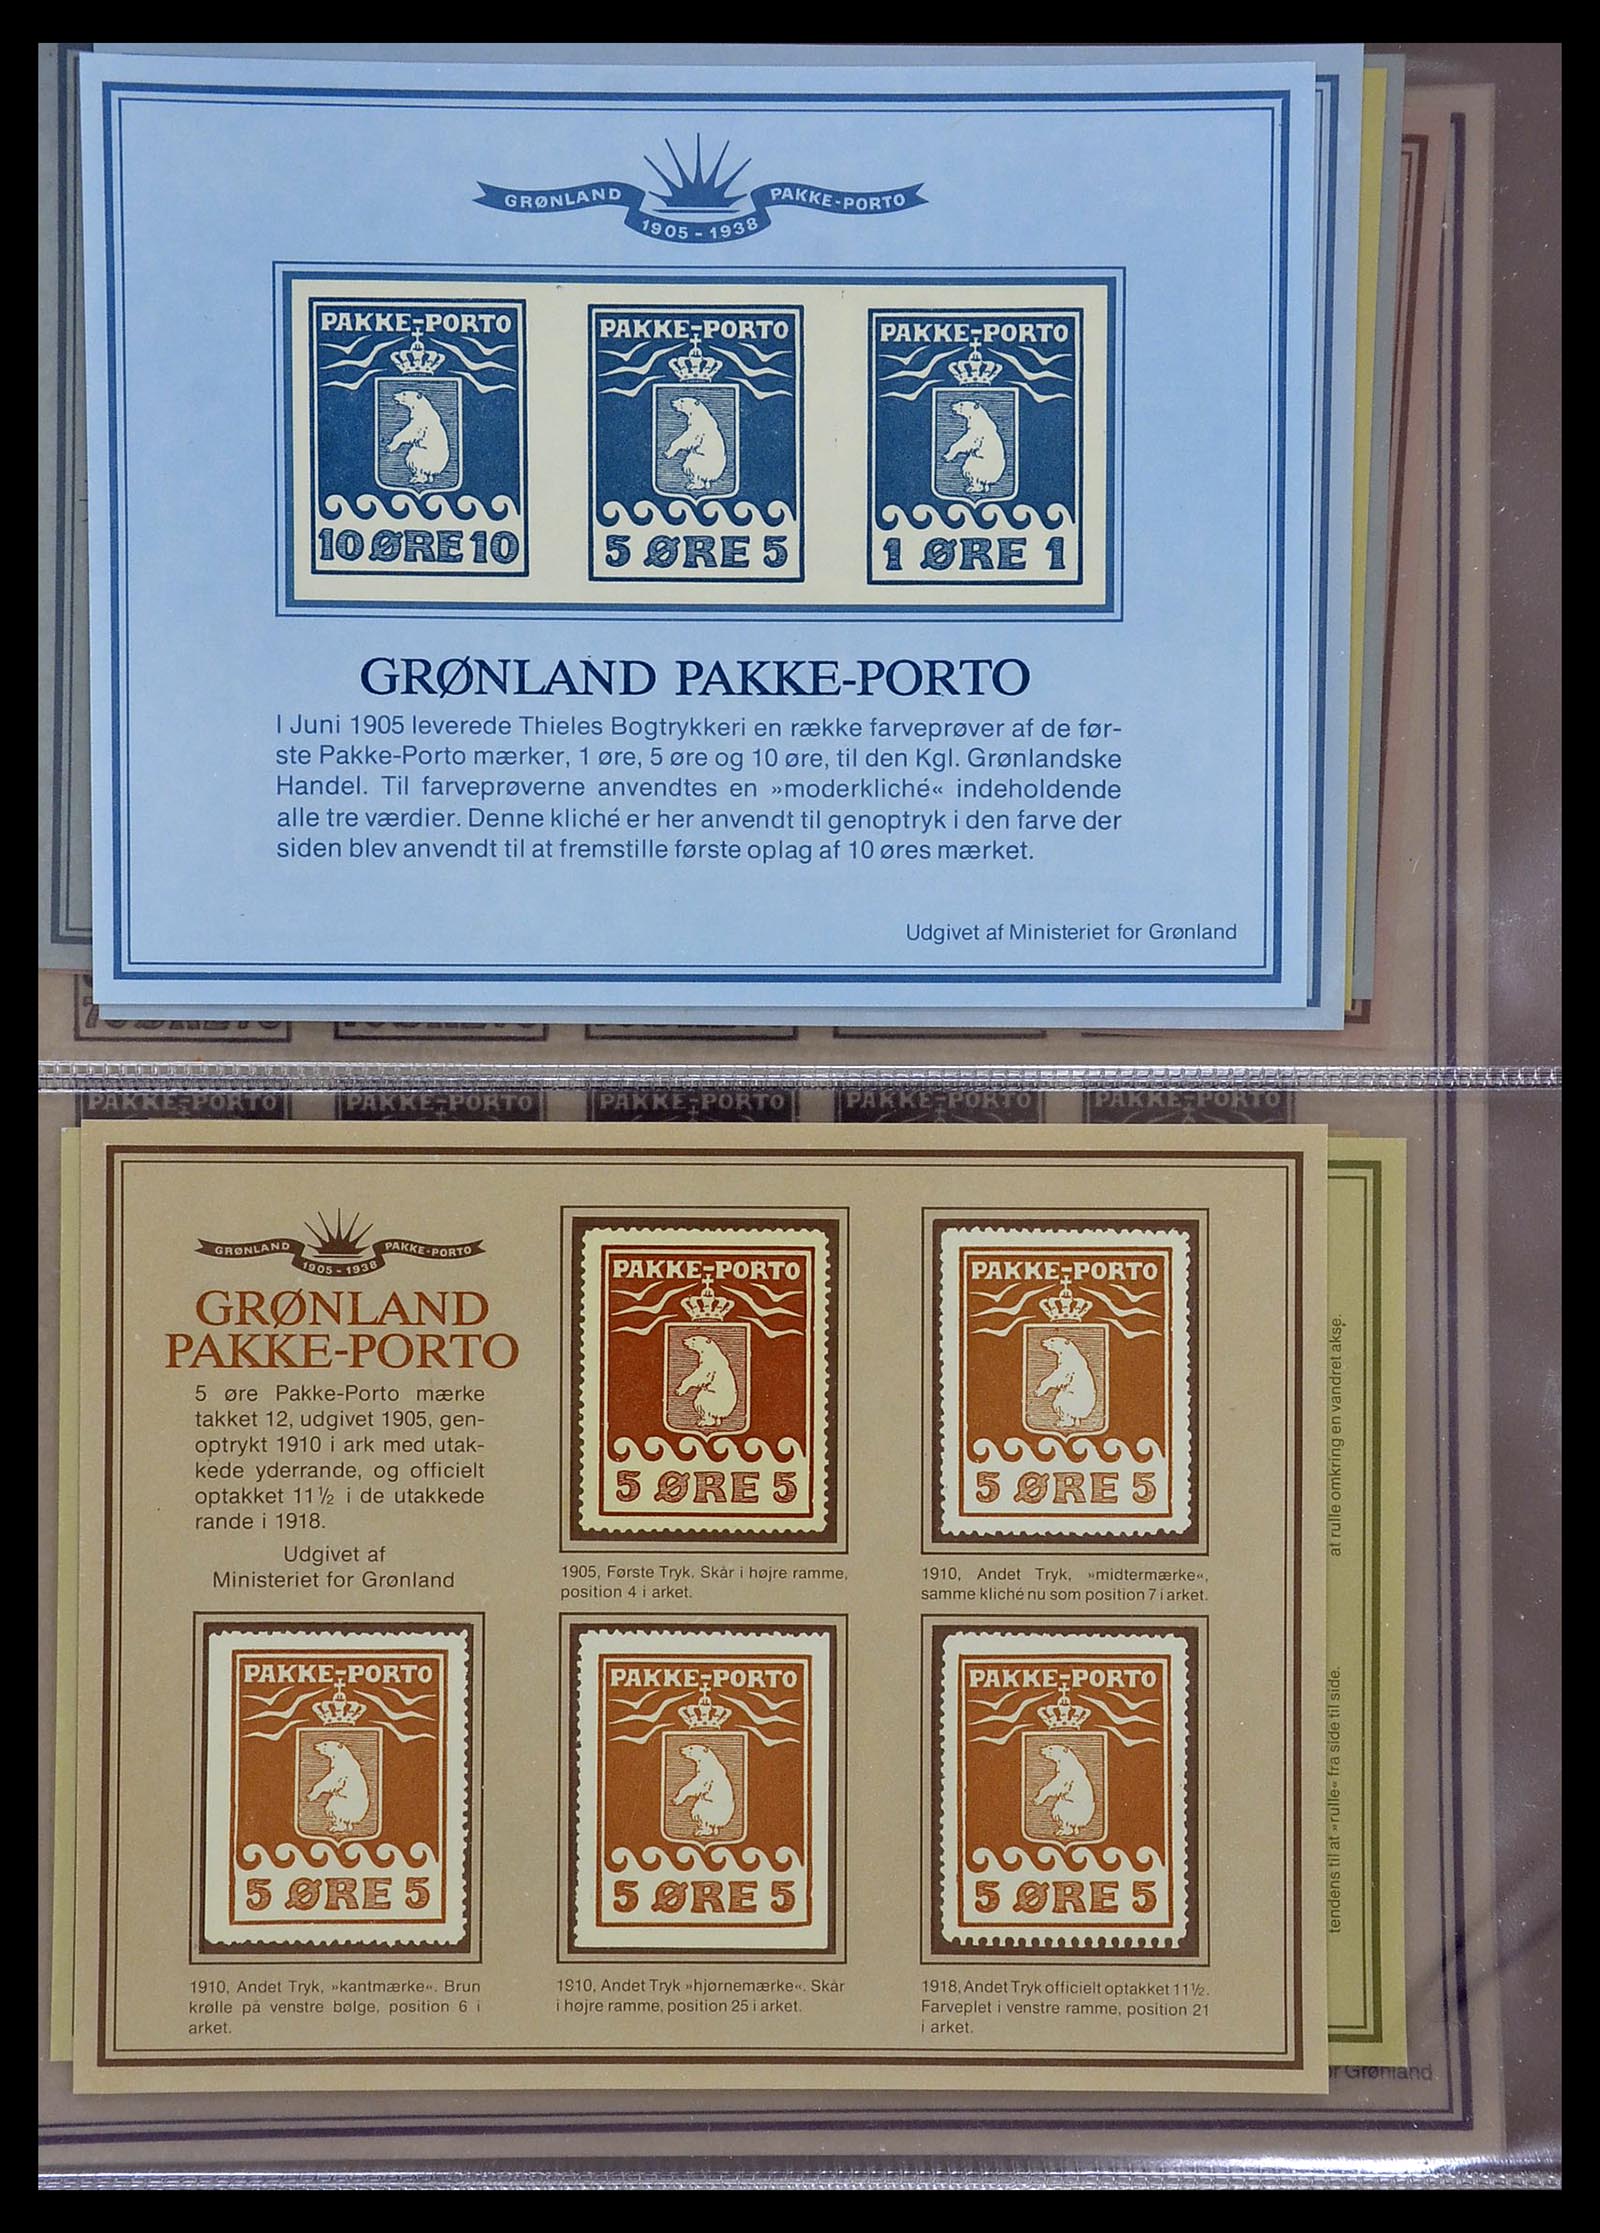 GRØNLAND PAKKE-PORTO
1905 - 1938
PAKKE-PORTO
10 ØRE 10
PAKKE-PORTO
5 ØRE 5
PAKKE-PORTO
1 ØRE 1
GRØNLAND PAKKE-PORTO
I Juni 1905 leverede Thieles Bogtrykkeri en række farveprøver af de før-
ste Pakke-Porto mærker, 1 øre, 5 øre og 10 øre, til den Kgl. Grønlandske
Handel. Til farveprøverne anvendtes en »moderkliché« indeholdende
alle tre værdier. Denne kliché er her anvendt til genoptryk i den farve der
siden blev anvendt til at fremstille første oplag af 10 øres mærket.
Udgivet af Ministeriet for Grønland
PAKKE-PORTO
PAKKE-PORTO
PAKKE-PORTO
PAKKE-PORTO
PAKKE-PORTO
GRØNLAND PAKKE-PORTO
1905 - 1938
GRØNLAND
PAKKE-PORTO
5 øre Pakke-Porto mærke
takket 12, udgivet 1905, gen-
optrykt 1910 i ark med utak-
kede yderrande, og officielt
optakket 11½ i de utakkede
rande i 1918.
Udgivet af
Ministeriet for Grønland
PAKKE-PORTO
5 ØRE 5
1905, Første Tryk. Skår i højre ramme,
position 4 i arket.
PAKKE-PORTO
5 ØRE 5
1910, Andet Tryk, »midtermærke«,
samme kliché nu som position 7 i arket.
PAKKE-PORTO
5 ØRE 5
1910, Andet Tryk, »kantmærke«. Brun
krølle på venstre bølge, position 6 i
arket.
PAKKE-PORTO
5 ØRE 5
1910, Andet Tryk »hjørnemærke«. Skår
i højre ramme, position 25 i arket.
PAKKE-PORTO
5 ØRE 5
1918, Andet Tryk officielt optakket 11½.
Farveplet i venstre ramme, position 21
i arket.
at rulle omkring en vandret akse.
tendens til at »rulle« fra side til side.
Grønland